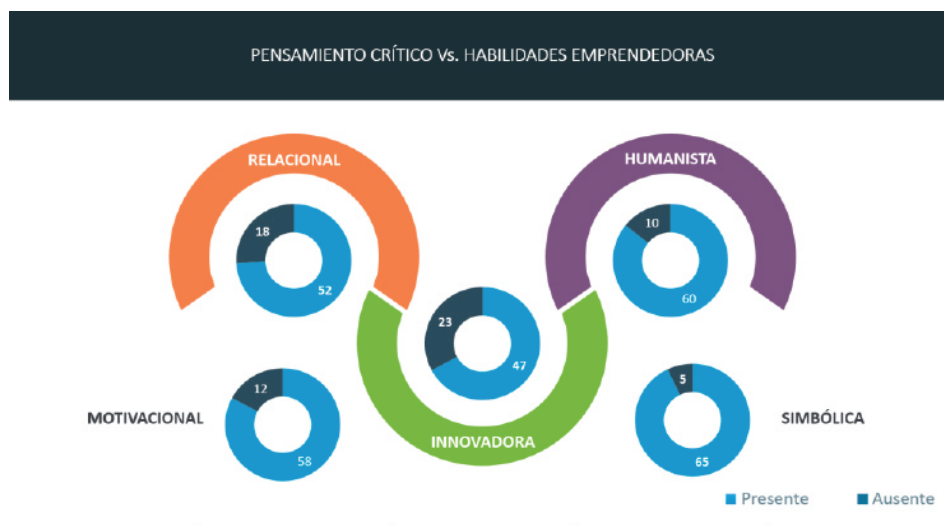 PENSAMIENTO CRÍTICO Vs. HABILIDADES EMPRENDEDORAS
RELACIONAL
18
52
HUMANISTA
10
60
23
47
INNOVADORA
MOTIVACIONAL
12
58
5
65
SIMBÓLICA
Presente
Ausente